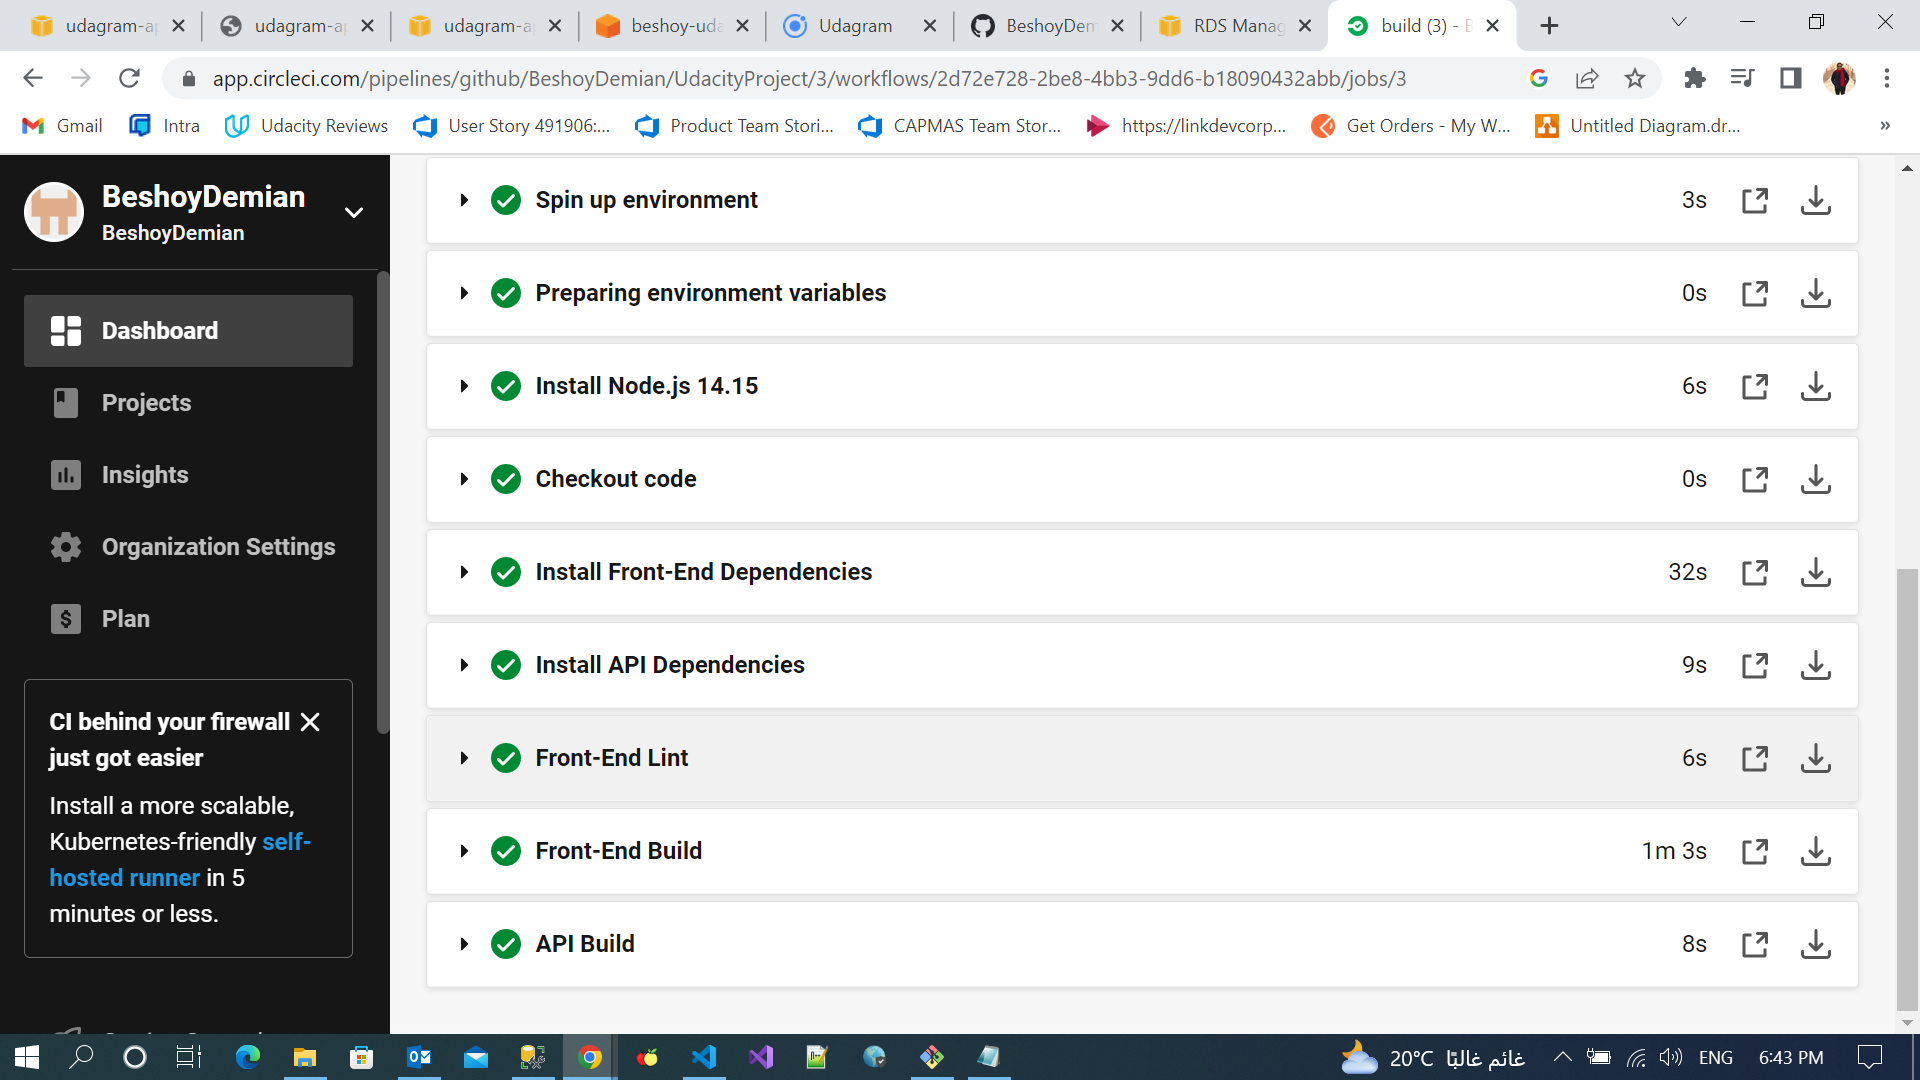 udagram-a
udagram-a
udagram-a
beshoy-uda
Udagram
BeshoyDem
RDS Manag
build (3) - B
app.circleci.com/pipelines/github/BeshoyDemian/UdacityProject/3/workflows/2d72e728-2be8-4bb3-9dd6-b18090432abb/jobs/3
Gmail
Intra
Udacity Reviews
User Story 491906:...
Product Team Stori...
CAPMAS Team Stor...
https://linkdevcorp...
Get Orders - My W...
Untitled Diagram.dr...
»
BeshoyDemian
BeshoyDemian
Dashboard
Projects
Insights
Organization Settings
Plan
CI behind your firewall
just got easier
Install a more scalable,
Kubernetes-friendly self-
hosted runner in 5
minutes or less.
Spin up environment 3s
Preparing environment variables 0s
Install Node.js 14.15 6s
Checkout code 0s
Install Front-End Dependencies 32s
Install API Dependencies 9s
Front-End Lint 6s
Front-End Build 1m 3s
API Build 8s
20°C غائم غالبًا
ENG
6:43 PM